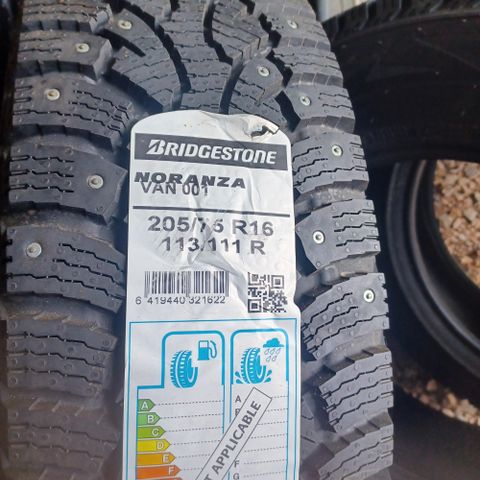 BRIDGESTONE
NORANZA
VAN 001
205/75 R16
113/111 R
6 419440 321622
A
B
C
D
E
F
A
F
G
NOT APPLICABLE